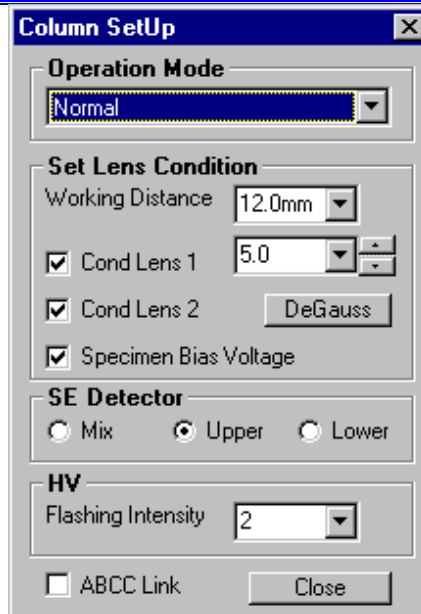 Column SetUp
Operation Mode
Normal
Set Lens Condition
Working Distance 12.0mm
Cond Lens 1 5.0
Cond Lens 2 DeGauss
Specimen Bias Voltage
SE Detector
Mix Upper Lower
HV
Flashing Intensity 2
ABCC Link Close